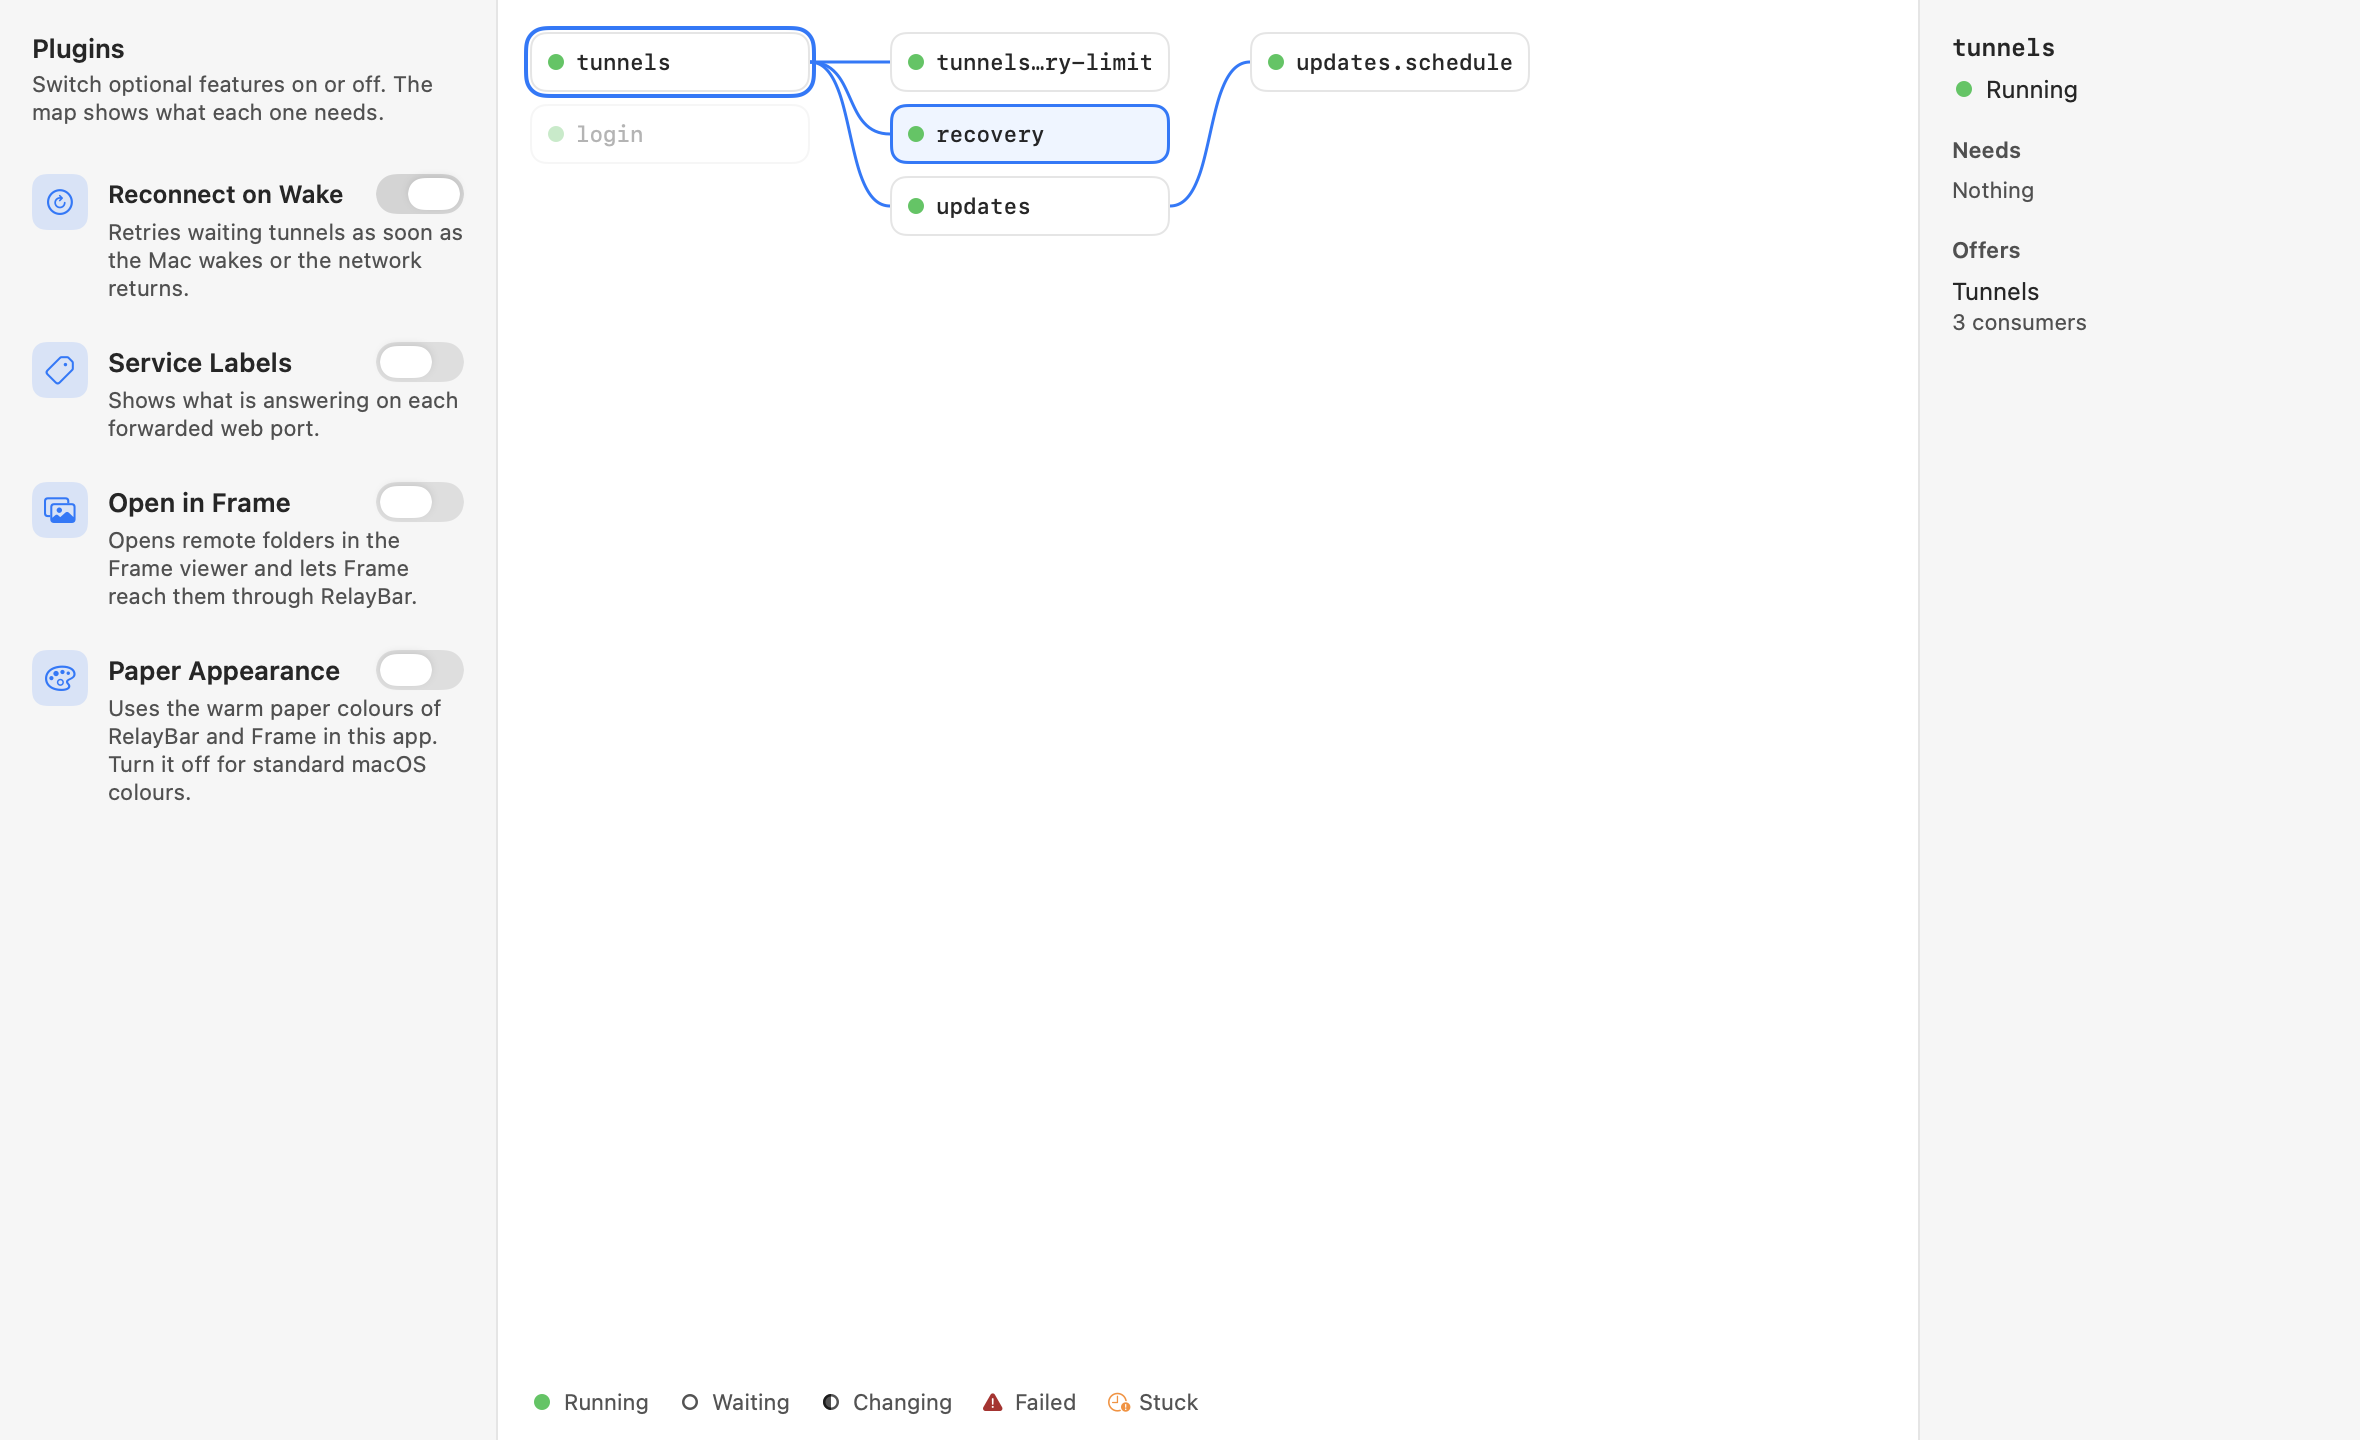 Plugins
Switch optional features on or off. The
map shows what each one needs.
Reconnect on Wake
Retries waiting tunnels as soon as
the Mac wakes or the network
returns.
Service Labels
Shows what is answering on each
forwarded web port.
Open in Frame
Opens remote folders in the
Frame viewer and lets Frame
reach them through RelayBar.
Paper Appearance
Uses the warm paper colours of
RelayBar and Frame in this app.
Turn it off for standard macOS
colours.
tunnels
login
tunnels…ry-limit
recovery
updates
updates.schedule
Running
Waiting
Changing
Failed
Stuck
tunnels
Running
Needs
Nothing
Offers
Tunnels
3 consumers